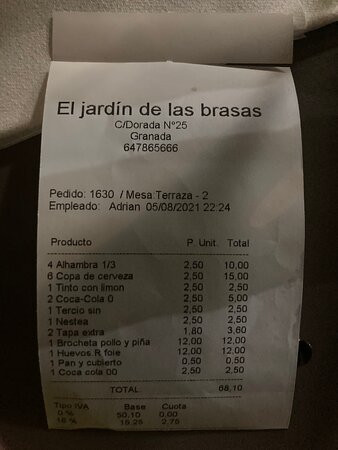 El jardín de las brasas
C/Dorada Nº25
Granada
647865666
Pedido: 1630 / Mesa:Terraza - 2
Empleado: Adrian 05/08/2021 22:24
Producto P. Unit. Total
4 Alhambra 1/3 2,50 10,00
6 Copa de cerveza 2,50 15,00
1 Tinto con limon 2,50 2,50
2 Coca-Cola 0 2,50 5,00
1 Tercio sin 2,50 2,50
1 Nestea 2,50 2,50
2 Tapa extra 1,80 3,60
1 Brocheta pollo y piña 12,00 12,00
1 Huevos.R foie 12,00 12,00
1 Pan y cubierto 0,50 0,50
1 Coca cola 00 2,50 2,50
TOTAL 68,10
Tipo IVA Base Cuota
0 % 50,10 0,00